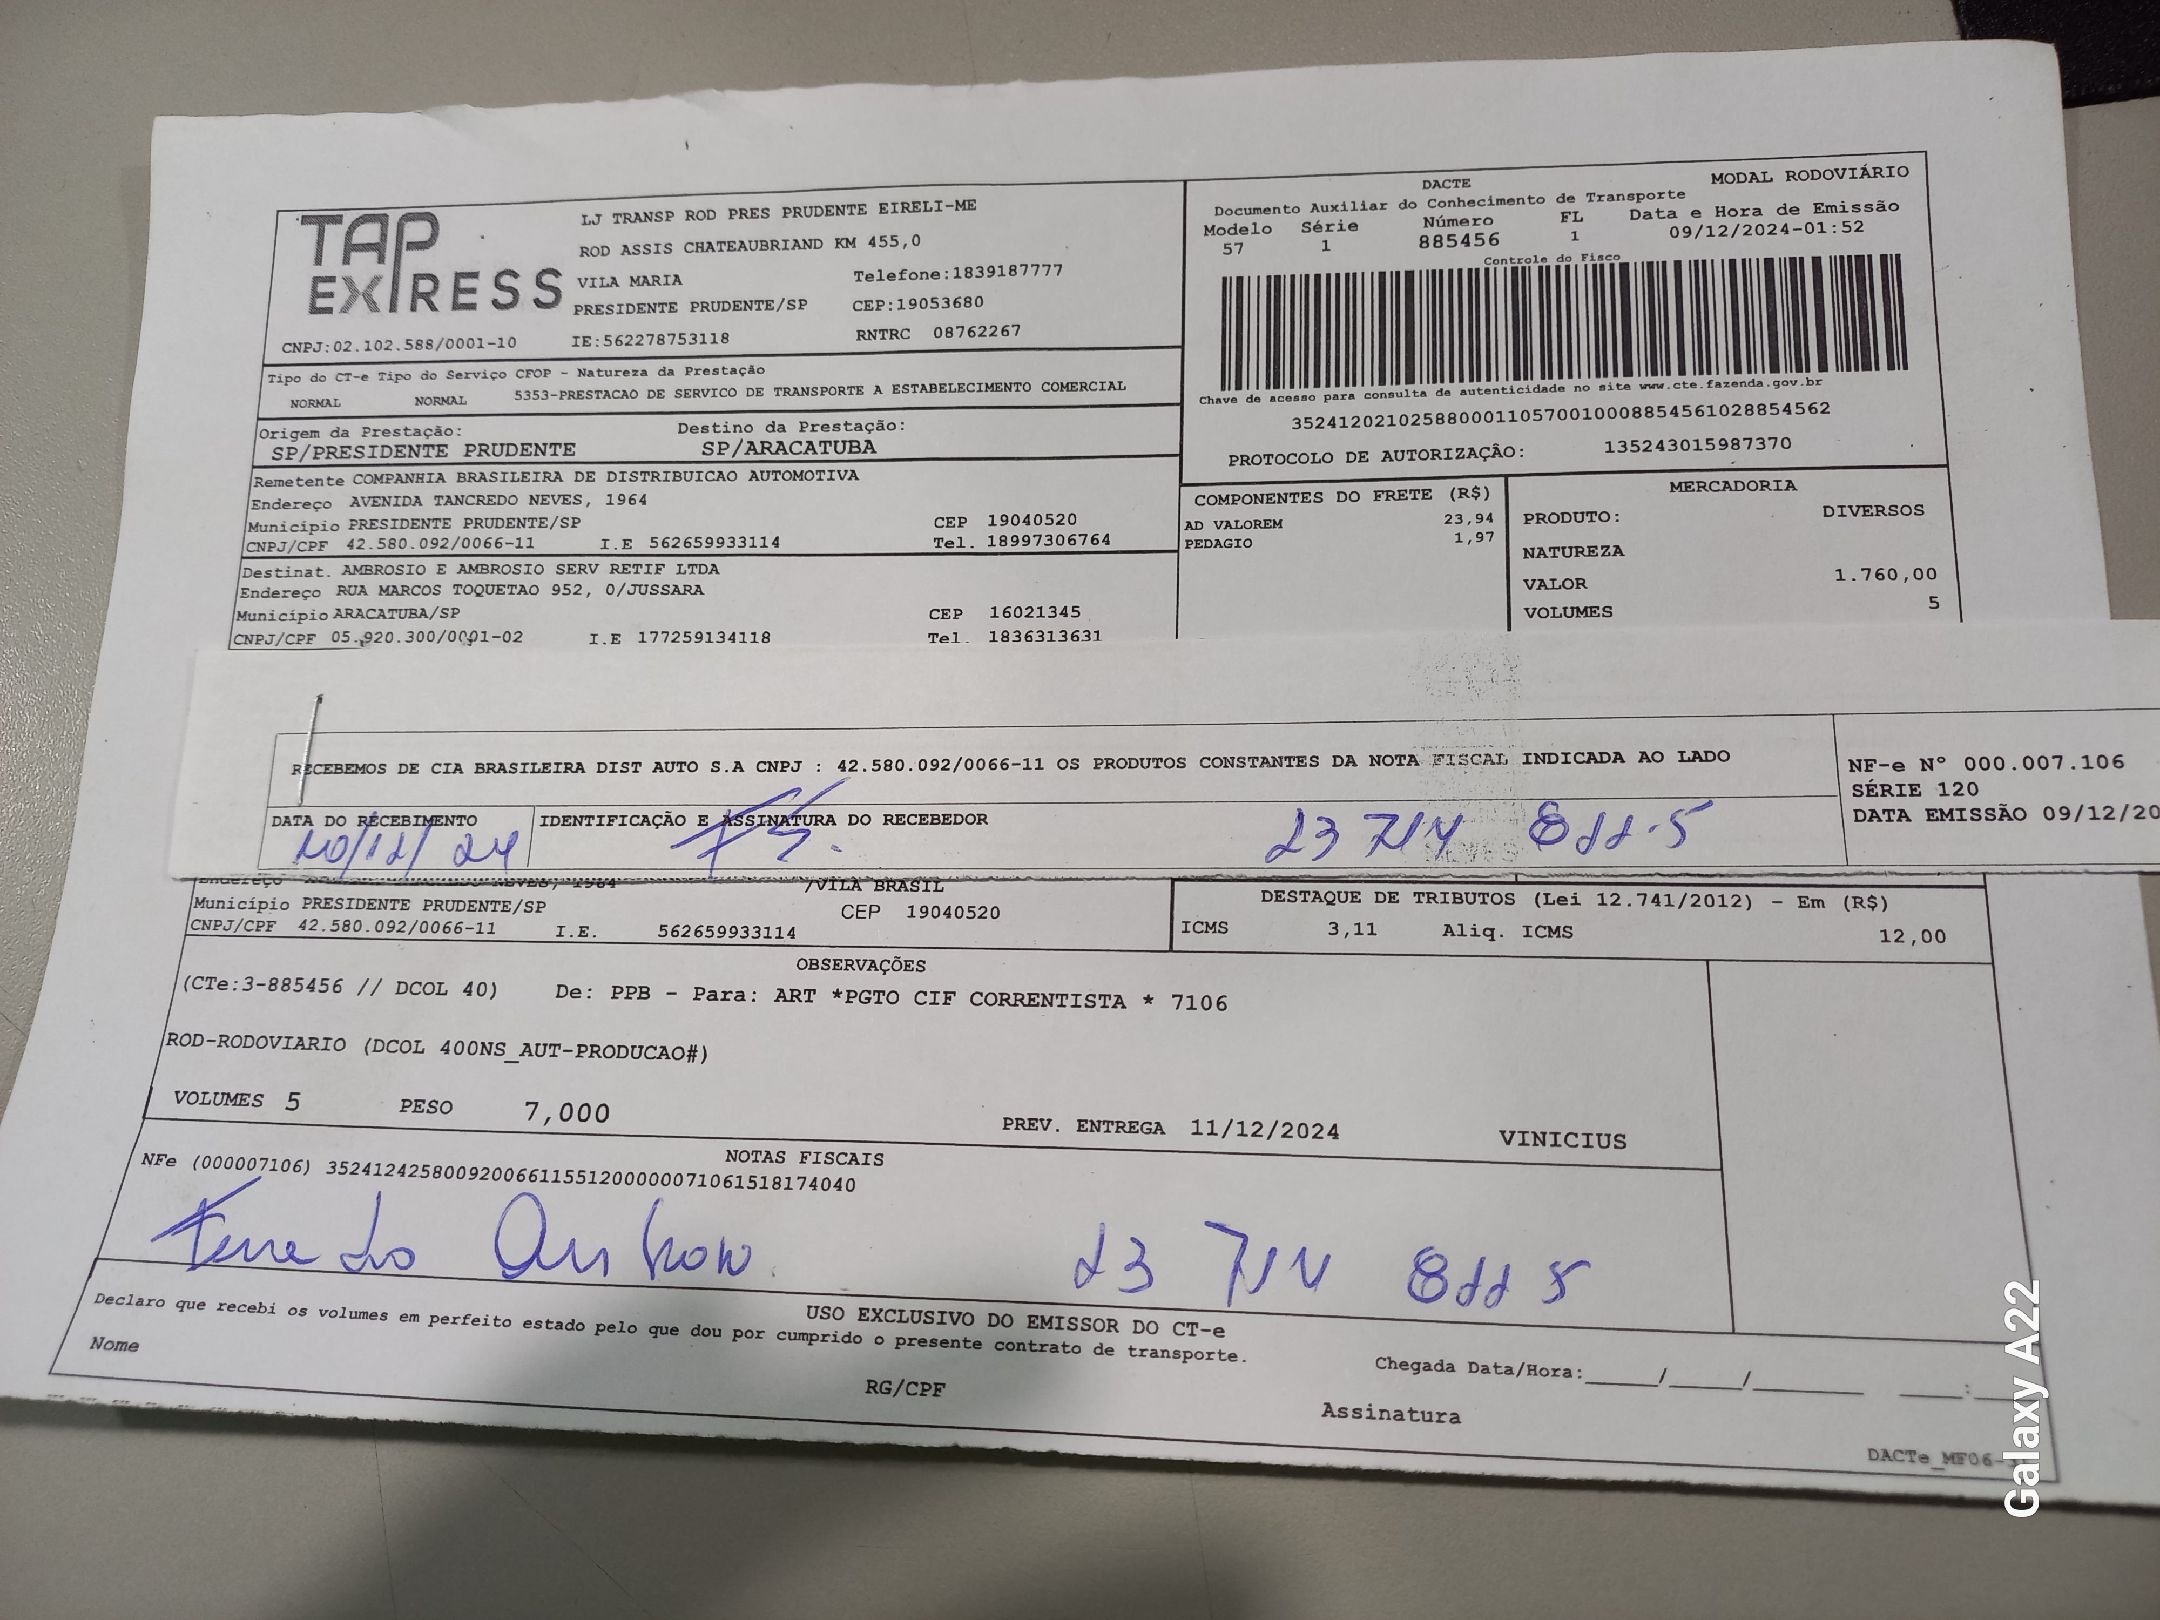 TAP EXPRESS
LJ TRANSP ROD PRES PRUDENTE EIRELI-ME
ROD ASSIS CHATEAUBRIAND KM 455,0
VILA MARIA Telefone:1839187777
PRESIDENTE PRUDENTE/SP CEP:19053680
CNPJ:02.102.588/0001-10 IE:562278753118 RNTRC 08762267
DACTE MODAL RODOVIÁRIO
Documento Auxiliar do Conhecimento de Transporte
Modelo Série Número FL Data e Hora de Emissão
57 1 885456 1 09/12/2024-01:52
Controle do Fisco
Chave de acesso para consulta de autenticidade no site www.cte.fazenda.gov.br
35241202102588000110570010008854561028854562
PROTOCOLO DE AUTORIZAÇÃO: 135243015987370
Tipo do CT-e Tipo do Serviço CFOP - Natureza da Prestação
NORMAL NORMAL 5353-PRESTACAO DE SERVICO DE TRANSPORTE A ESTABELECIMENTO COMERCIAL
Origem da Prestação: Destino da Prestação:
SP/PRESIDENTE PRUDENTE SP/ARACATUBA
Remetente COMPANHIA BRASILEIRA DE DISTRIBUICAO AUTOMOTIVA
Endereço AVENIDA TANCREDO NEVES, 1964
Município PRESIDENTE PRUDENTE/SP CEP 19040520
CNPJ/CPF 42.580.092/0066-11 I.E 562659933114 Tel. 18997306764
Destinat. AMBROSIO E AMBROSIO SERV RETIF LTDA
Endereço RUA MARCOS TOQUETAO 952, 0/JUSSARA
Município ARACATUBA/SP CEP 16021345
CNPJ/CPF 05.920.300/0001-02 I.E 177259134118 Tel. 1836313631
COMPONENTES DO FRETE (R$)
AD VALOREM 23,94
PEDAGIO 1,97
MERCADORIA
PRODUTO: DIVERSOS
NATUREZA
VALOR 1.760,00
VOLUMES 5
RECEBEMOS DE CIA BRASILEIRA DIST AUTO S.A CNPJ : 42.580.092/0066-11 OS PRODUTOS CONSTANTES DA NOTA FISCAL INDICADA AO LADO
NF-e Nº 000.007.106
SÉRIE 120
DATA EMISSÃO 09/12/20
DATA DO RECEBIMENTO IDENTIFICAÇÃO E ASSINATURA DO RECEBEDOR
10/12/24
Endereço NEVES, 1964 /VILA BRASIL
Município PRESIDENTE PRUDENTE/SP CEP 19040520
CNPJ/CPF 42.580.092/0066-11 I.E. 562659933114
DESTAQUE DE TRIBUTOS (Lei 12.741/2012) - Em (R$)
ICMS 3,11 Aliq. ICMS 12,00
OBSERVAÇÕES
(CTe:3-885456 // DCOL 40) De: PPB - Para: ART *PGTO CIF CORRENTISTA * 7106
ROD-RODOVIARIO (DCOL 400NS_AUT-PRODUCAO#)
VOLUMES 5 PESO 7,000 PREV. ENTREGA 11/12/2024 VINICIUS
NOTAS FISCAIS
NFe (000007106) 35241242580092006611551200000071061518174040
USO EXCLUSIVO DO EMISSOR DO CT-e
Declaro que recebi os volumes em perfeito estado pelo que dou por cumprido o presente contrato de transporte.
Nome RG/CPF Assinatura Chegada Data/Hora:_____/_____/________ ____:
DACTe_MF06-
Galaxy A22